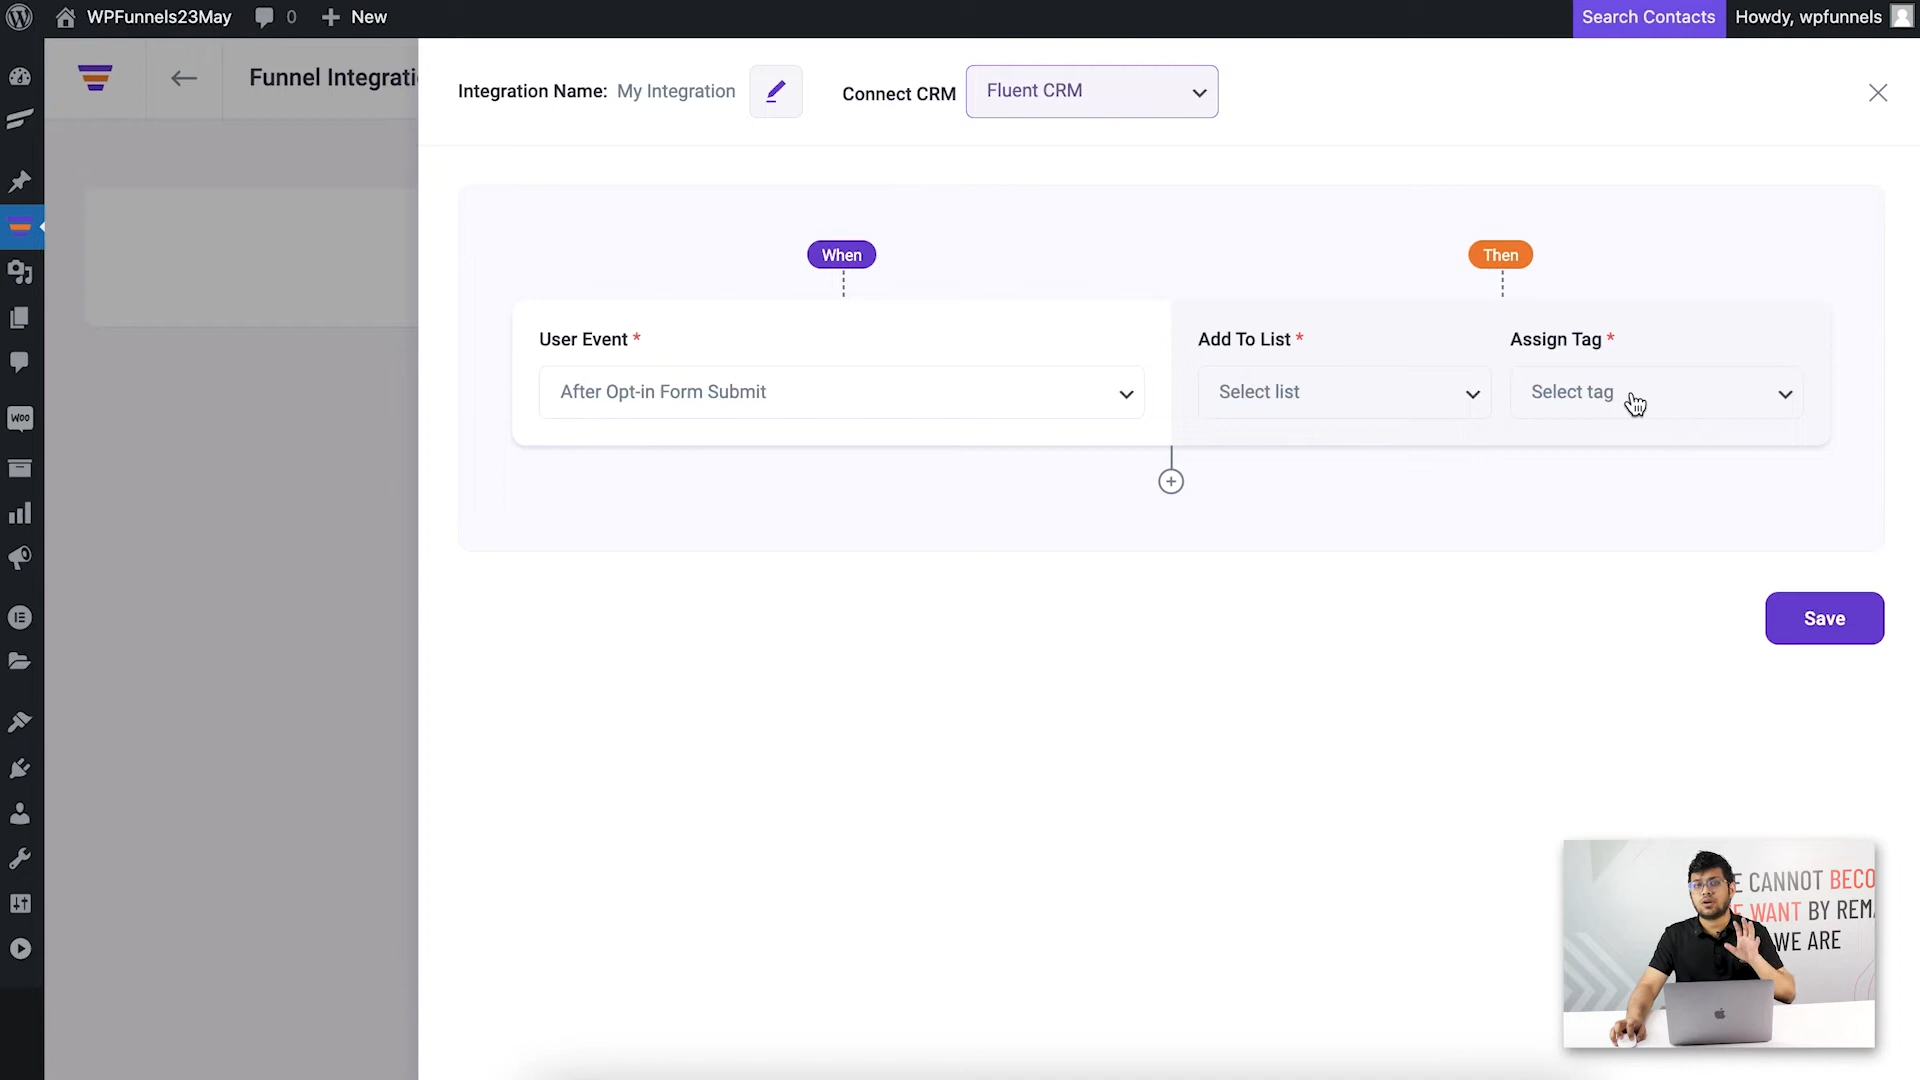 WPFunnels23May 0 New Search Contacts Howdy, wpfunnels
Funnel Integrati
Integration Name: My Integration Connect CRM Fluent CRM
When Then
User Event * Add To List * Assign Tag *
After Opt-in Form Submit Select list Select tag
Save
WOO
E CANNOT BECO
E WANT BY REMA
WE ARE